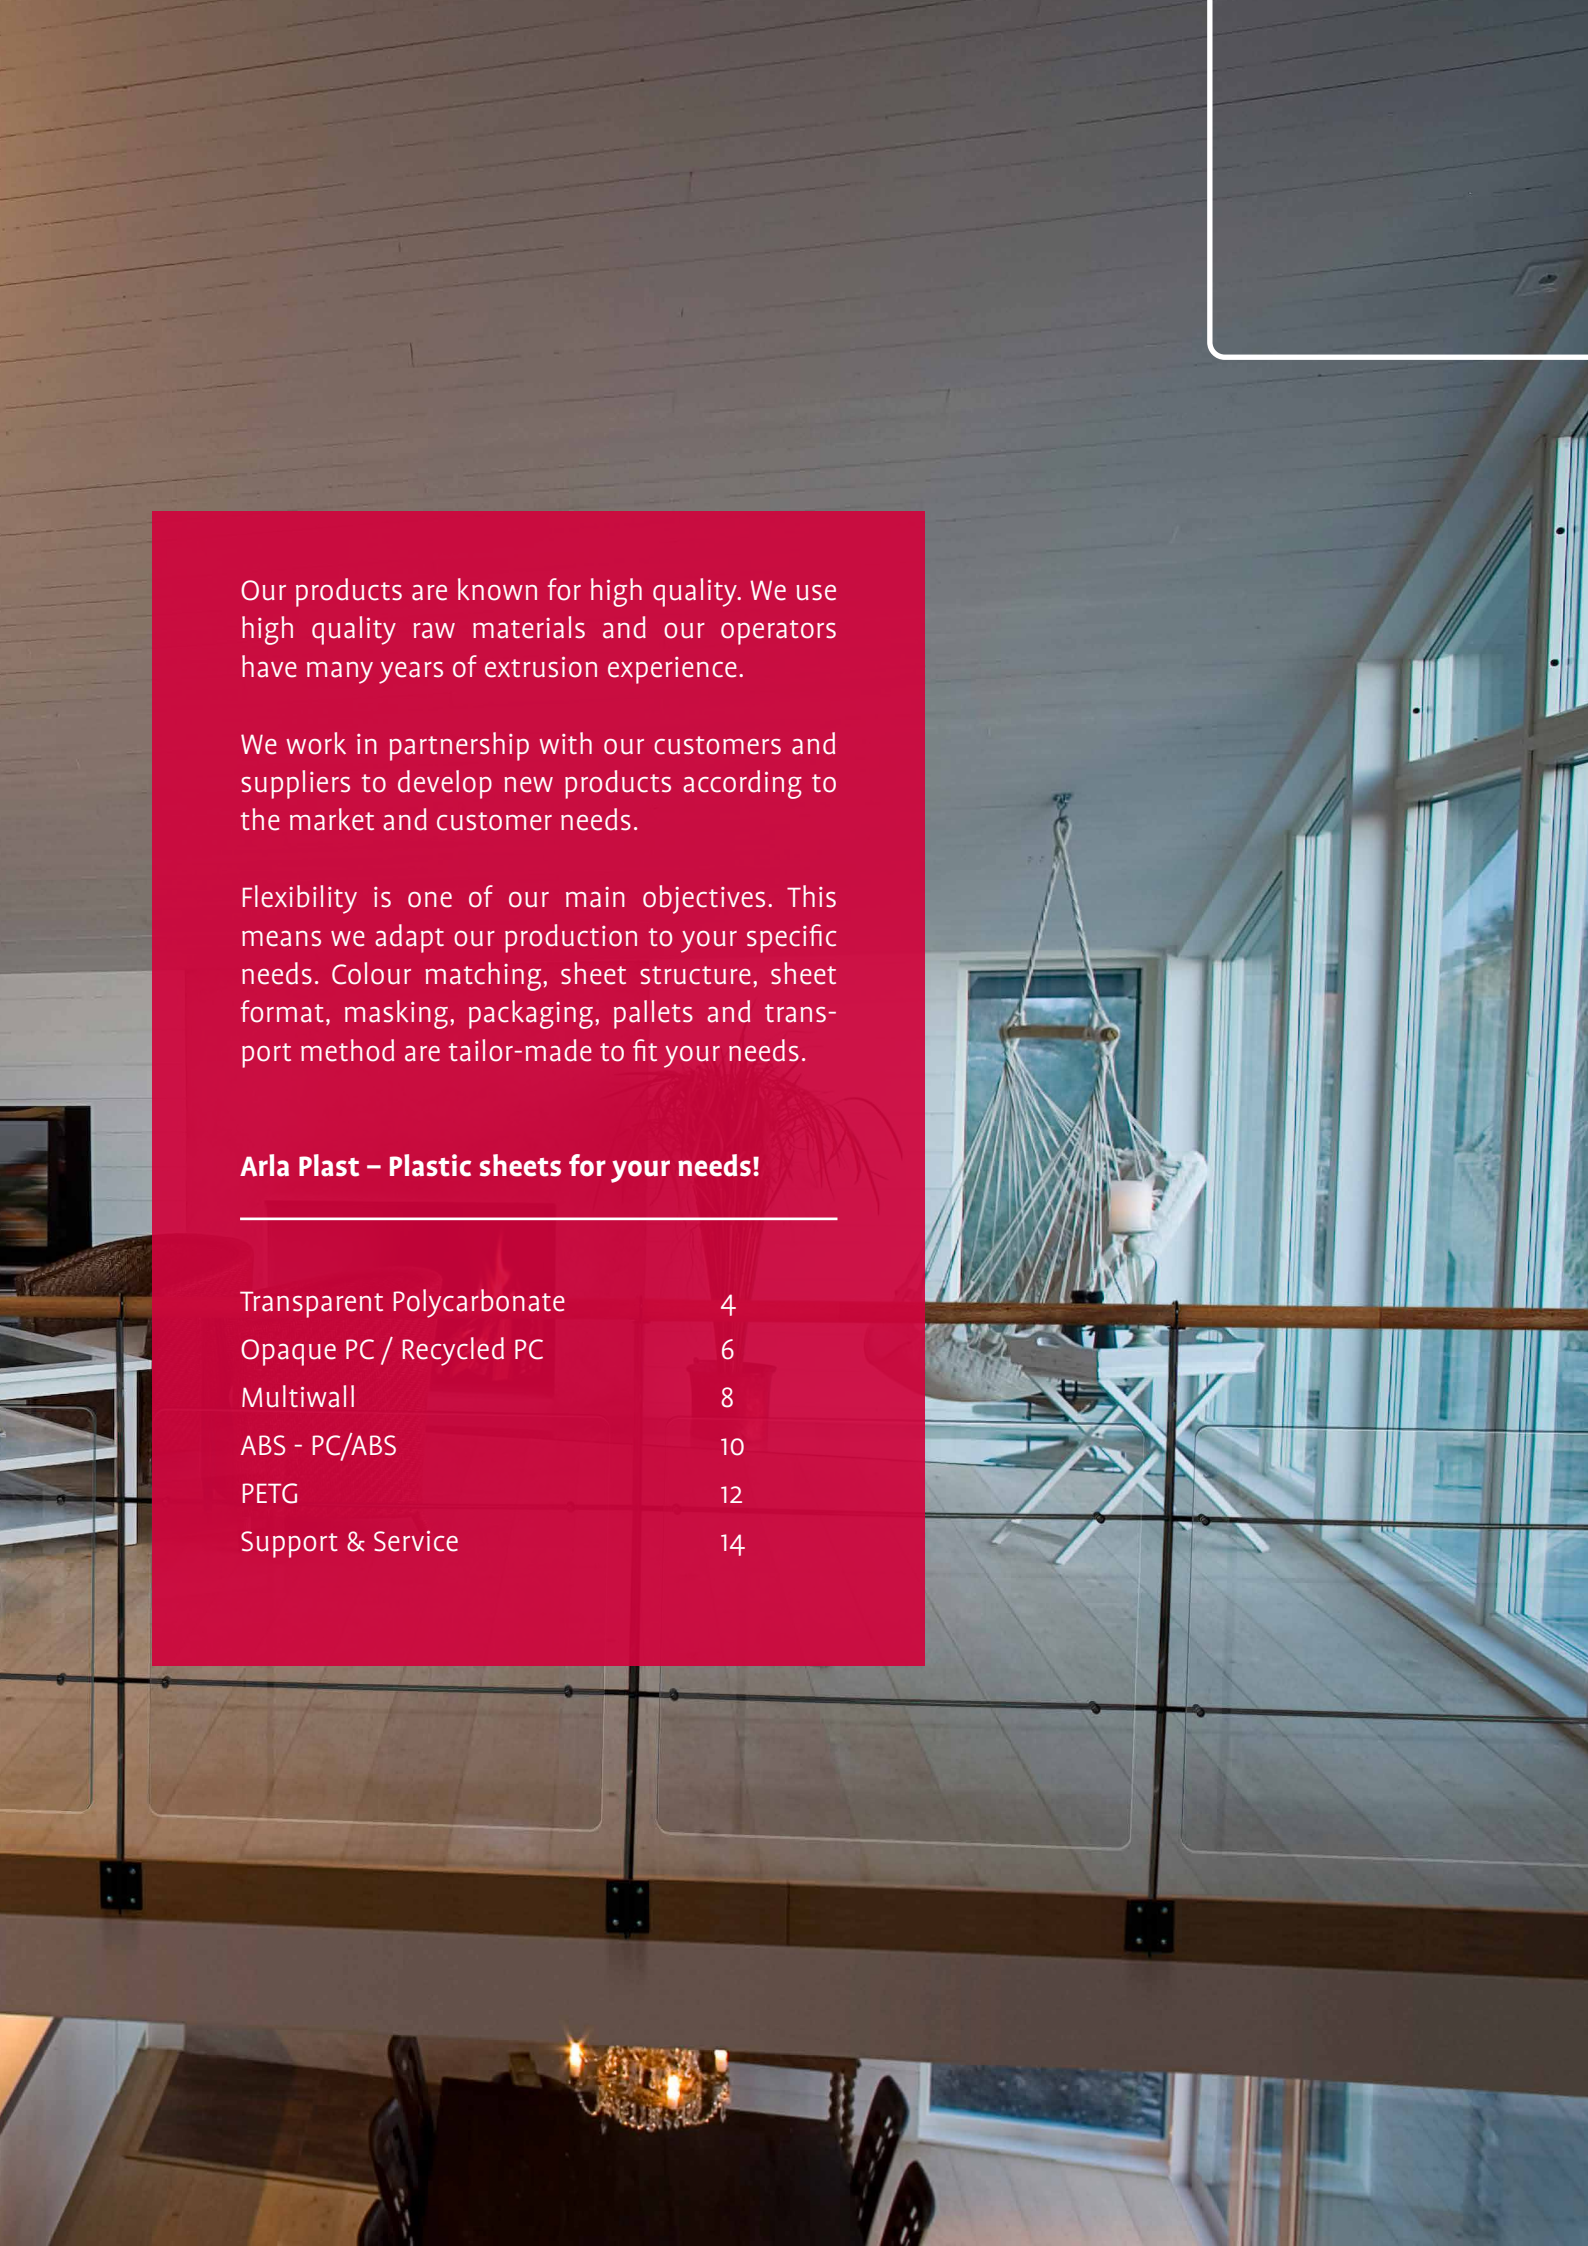 Our products are known for high quality. We use
high quality raw materials and our operators
have many years of extrusion experience.
We work in partnership with our customers and
suppliers to develop new products according to
the market and customer needs.
Flexibility is one of our main objectives. This
means we adapt our production to your specific
needs. Colour matching, sheet structure, sheet
format, masking, packaging, pallets and trans-
port method are tailor-made to fit your needs.
Arla Plast – Plastic sheets for your needs!
Transparent Polycarbonate 4
Opaque PC / Recycled PC 6
Multiwall 8
ABS - PC/ABS 10
PETG 12
Support & Service 14